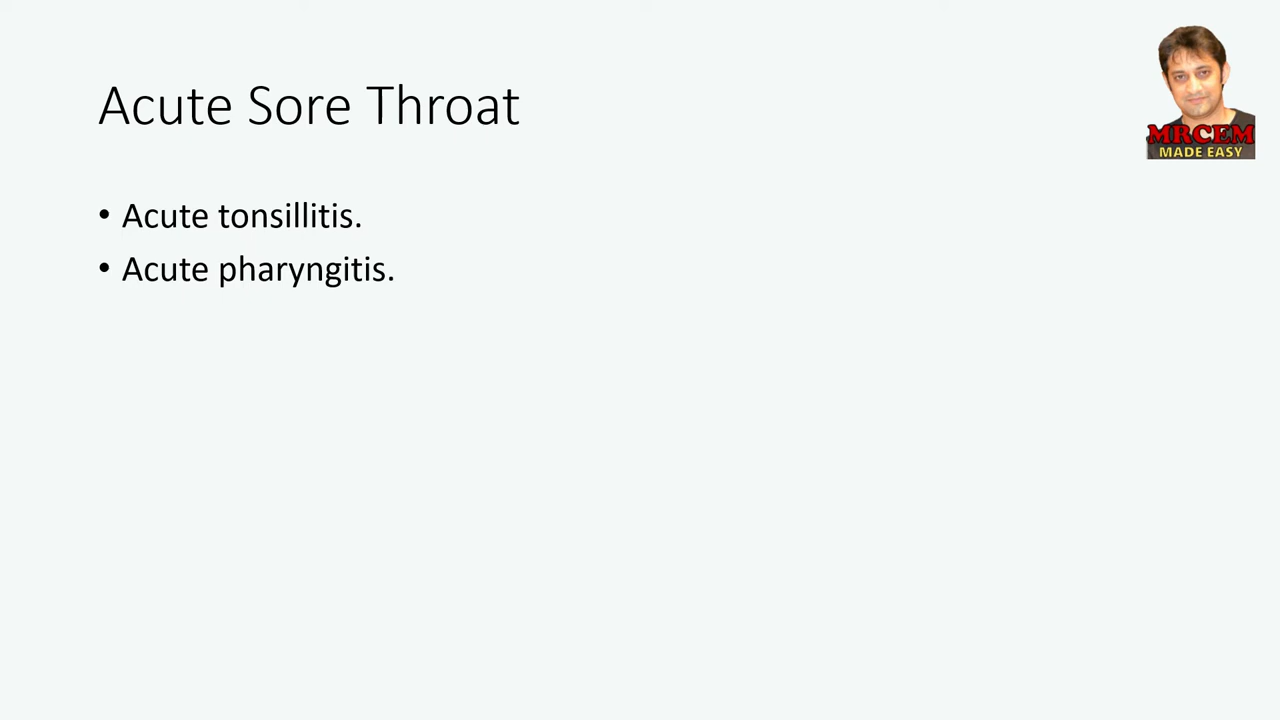 Acute Sore Throat
MRCEM
MADE EASY
• Acute tonsillitis.
• Acute pharyngitis.